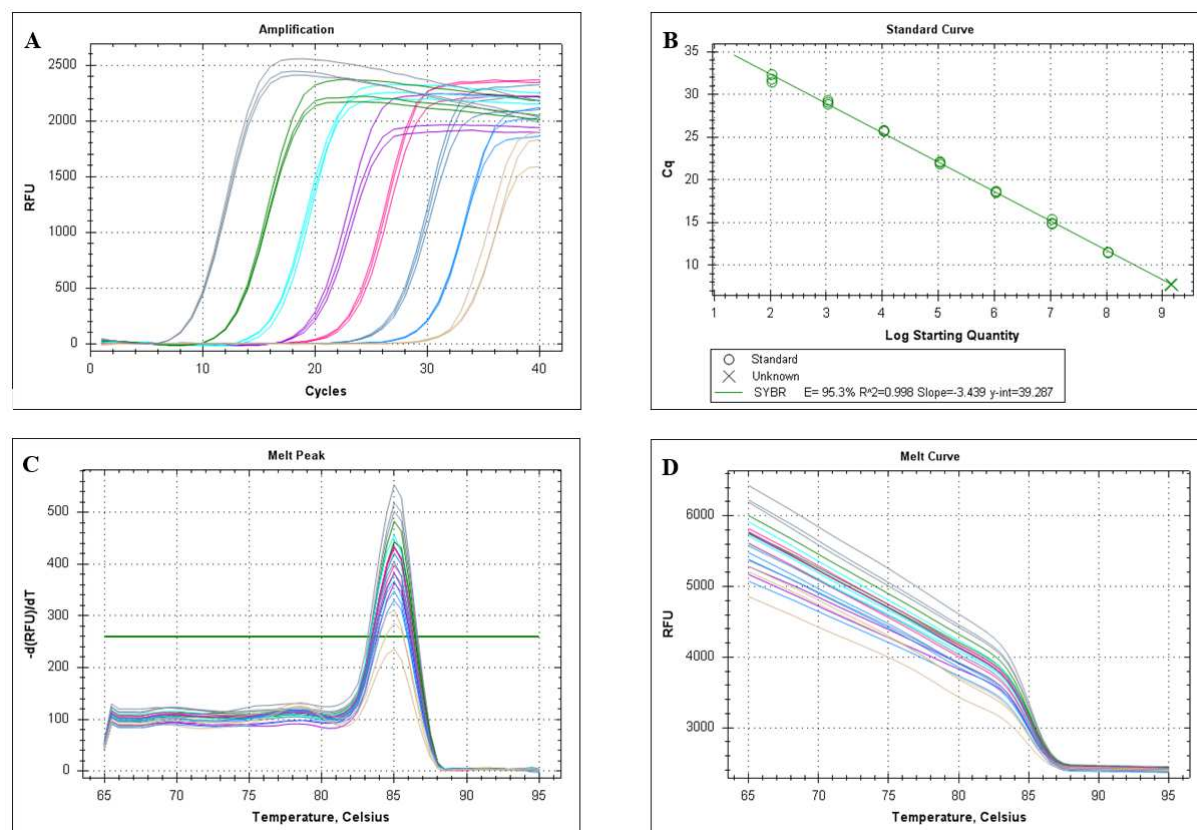 A
Amplification
RFU
2500
2000
1500
1000
500
0
0 10 20 30 40
Cycles
B
Standard Curve
Cq
35
30
25
20
15
10
1 2 3 4 5 6 7 8 9
Log Starting Quantity
Standard
Unknown
SYBR E= 95.3% R^2=0.998 Slope=-3.439 y-int=39.287
C
Melt Peak
-d(RFU)/dT
500
400
300
200
100
0
65 70 75 80 85 90 95
Temperature, Celsius
D
Melt Curve
RFU
6000
5000
4000
3000
65 70 75 80 85 90 95
Temperature, Celsius